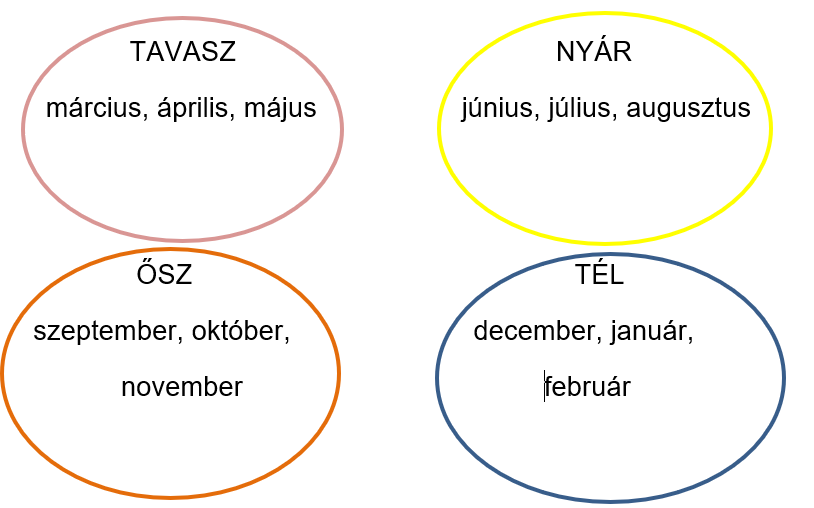 TAVASZ
március, április, május
NYÁR
június, július, augusztus
ŐSZ
szeptember, október,
november
TÉL
december, január,
február